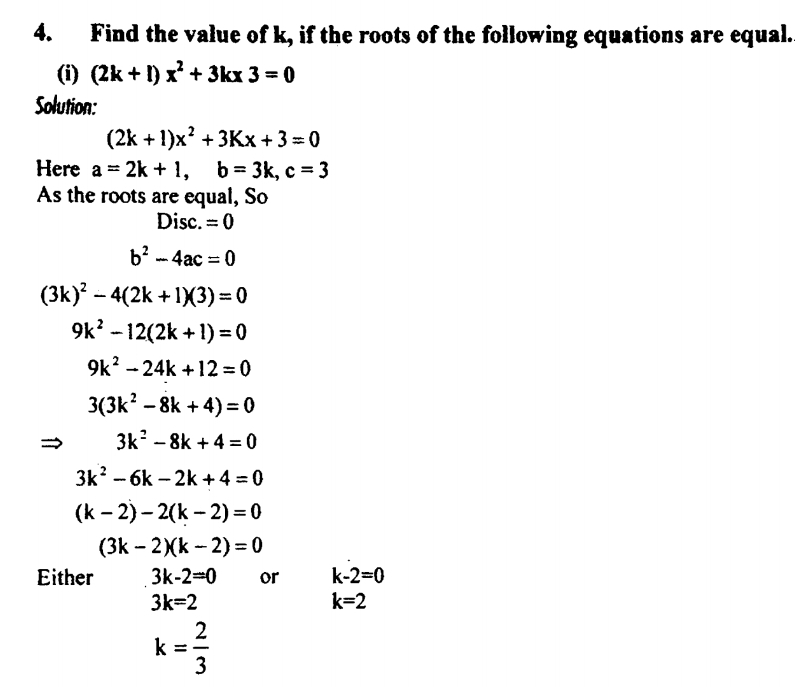 4. Find the value of k, if the roots of the following equations are equal.
(i) (2k + 1) x² + 3kx 3 = 0
Solution:
(2k + 1)x² + 3Kx + 3 = 0
Here a = 2k + 1, b = 3k, c = 3
As the roots are equal, So
Disc. = 0
b² – 4ac = 0
(3k)² – 4(2k + 1)(3) = 0
9k² – 12(2k + 1) = 0
9k² – 24k + 12 = 0
3(3k² – 8k + 4) = 0
⇒ 3k² – 8k + 4 = 0
3k² – 6k – 2k + 4 = 0
(k – 2) – 2(k – 2) = 0
(3k – 2)(k – 2) = 0
Either 3k-2=0 or k-2=0
3k=2 k=2
k = 2/3